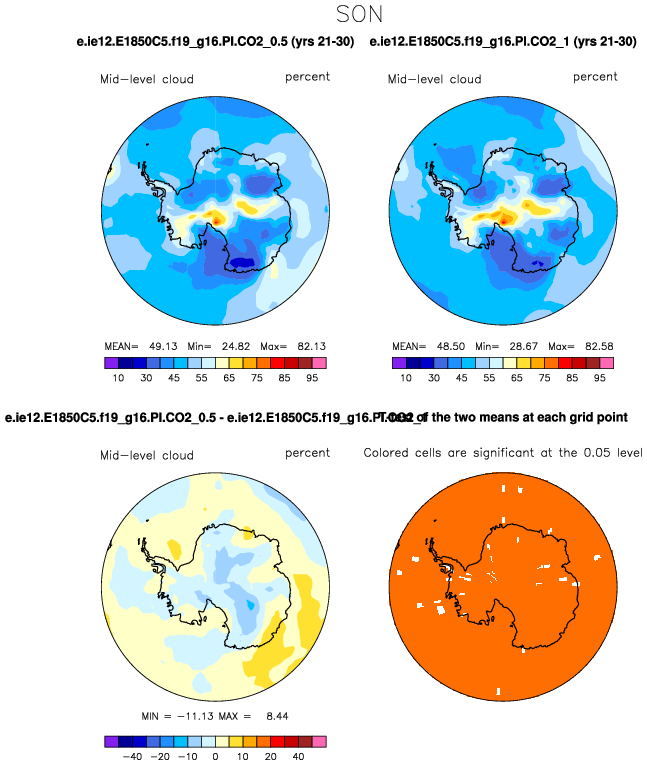 SON
e.ie12.E1850C5.f19_g16.PI.CO2_0.5 (yrs 21-30)
e.ie12.E1850C5.f19_g16.PI.CO2_1 (yrs 21-30)
Mid-level cloud percent
Mid-level cloud percent
MEAN= 49.13 Min= 24.82 Max= 82.13
MEAN= 48.50 Min= 28.67 Max= 82.58
10 30 45 55 65 75 85 95
10 30 45 55 65 75 85 95
e.ie12.E1850C5.f19_g16.PI.CO2_0.5 - e.ie12.E1850C5.f19_g16.PI.CO2_1
T-test of the two means at each grid point
Mid-level cloud percent
Colored cells are significant at the 0.05 level
MIN = -11.13 MAX = 8.44
-40 -20 -10 0 10 20 40